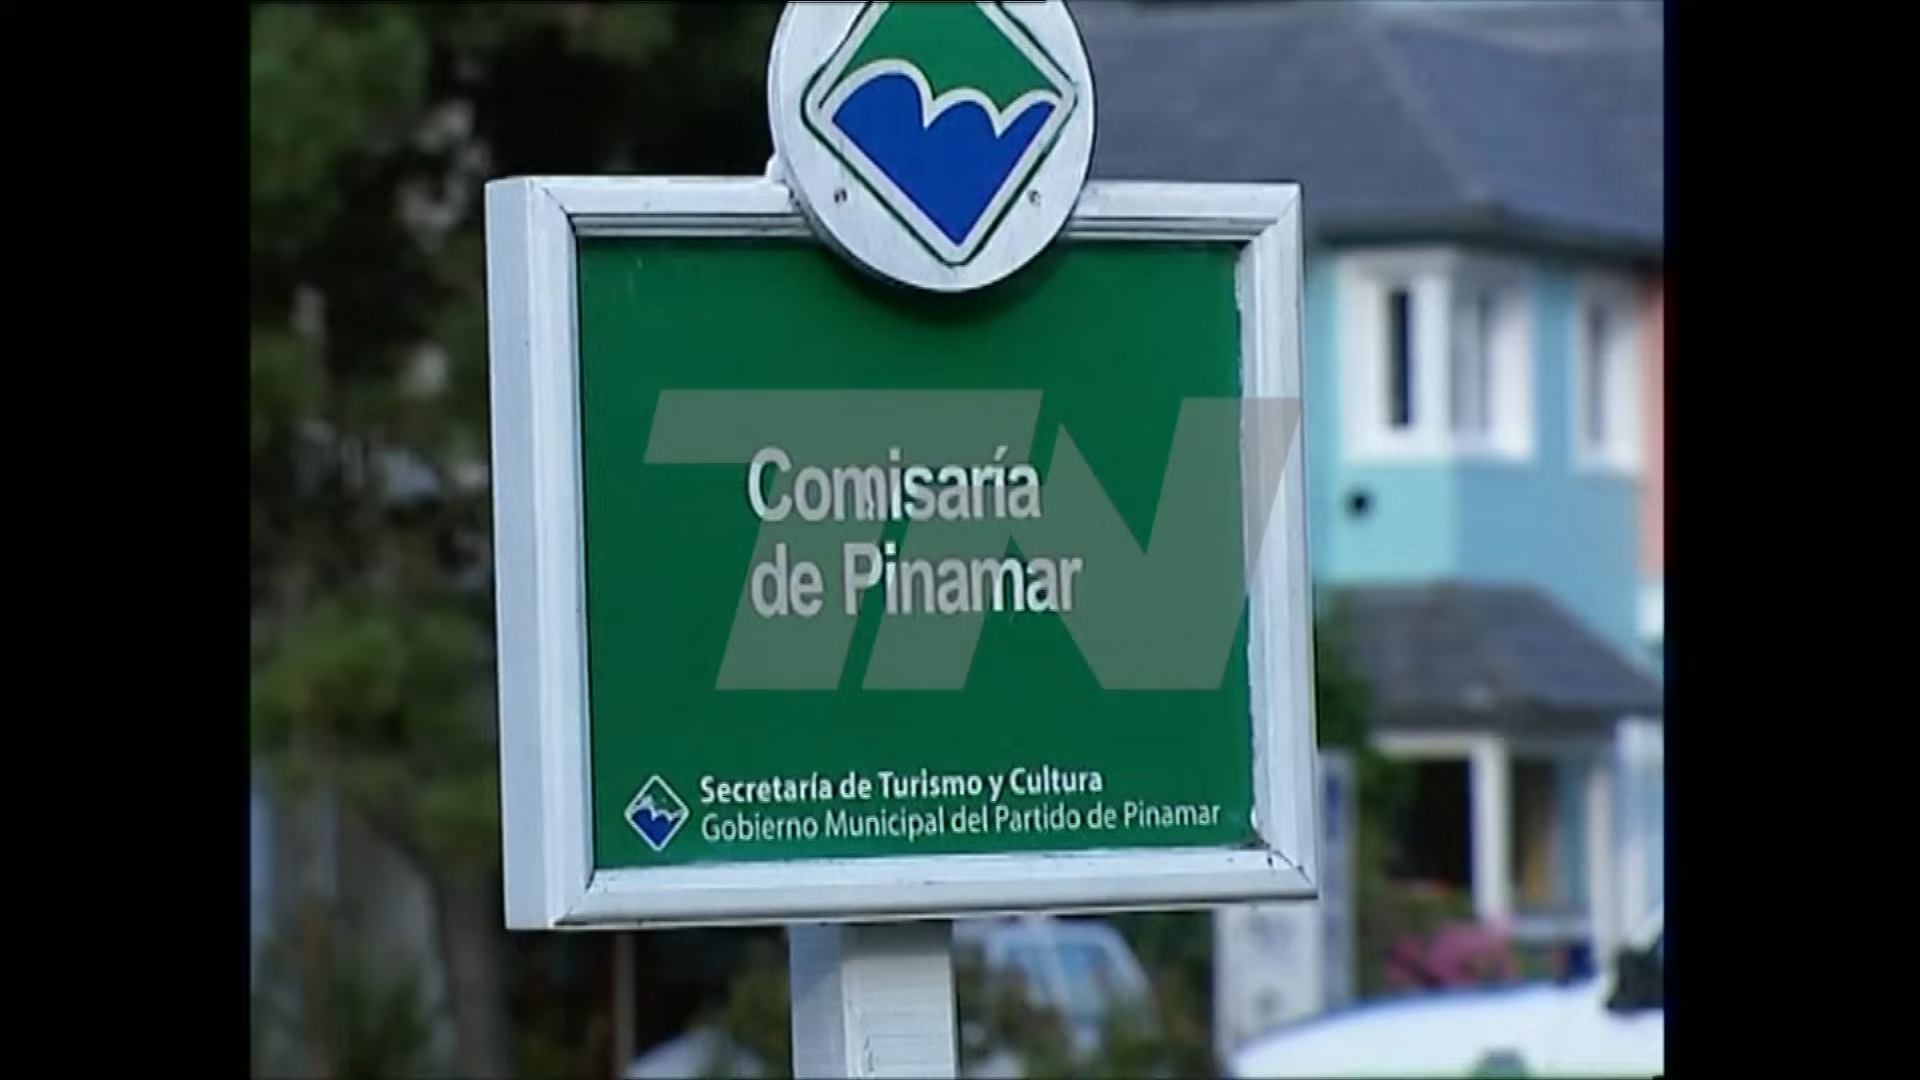 Comisaría
de Pinamar
TN
Secretaría de Turismo y Cultura
Gobierno Municipal del Partido de Pinamar